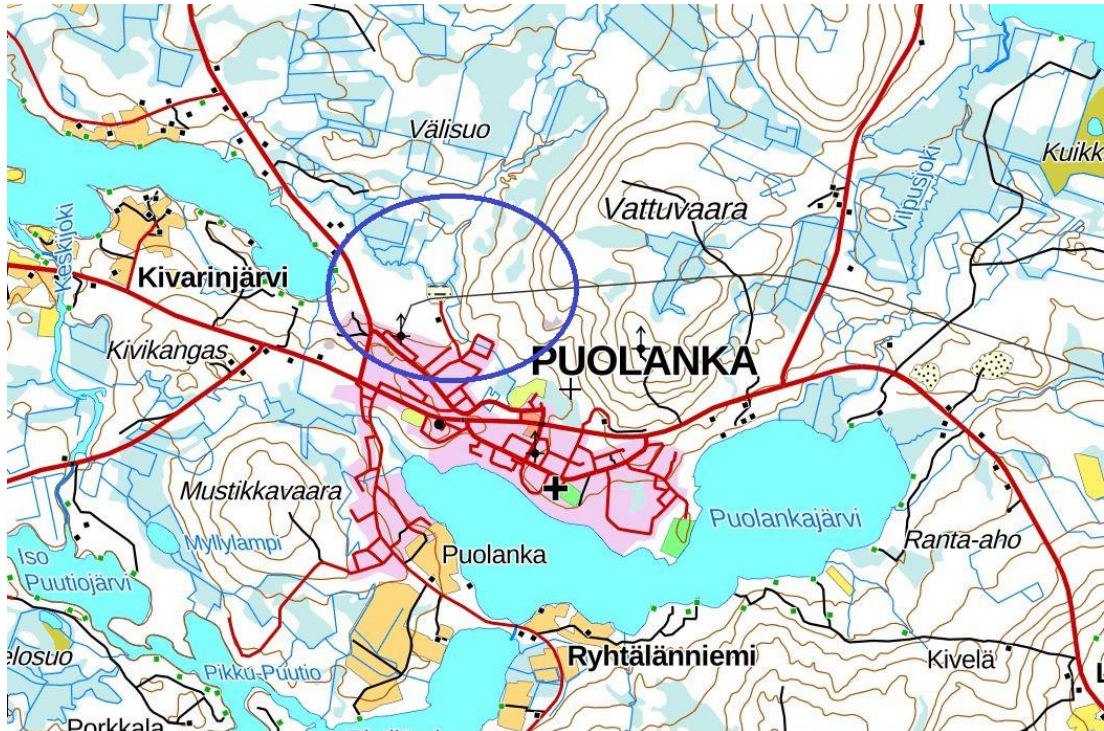 Välisuo
Kuikk
Vilpusjoki
Vattuvaara
Keskijoki
Kivarinjärvi
Kivikangas
PUOLANKA
Mustikkavaara
Puolankajärvi
Myllylampi
Puolanka
Ranta-aho
Iso
Puutiojärvi
elosuo
Pikku-Puutio
Ryhtälänniemi
Kivelä
L
Porkkala